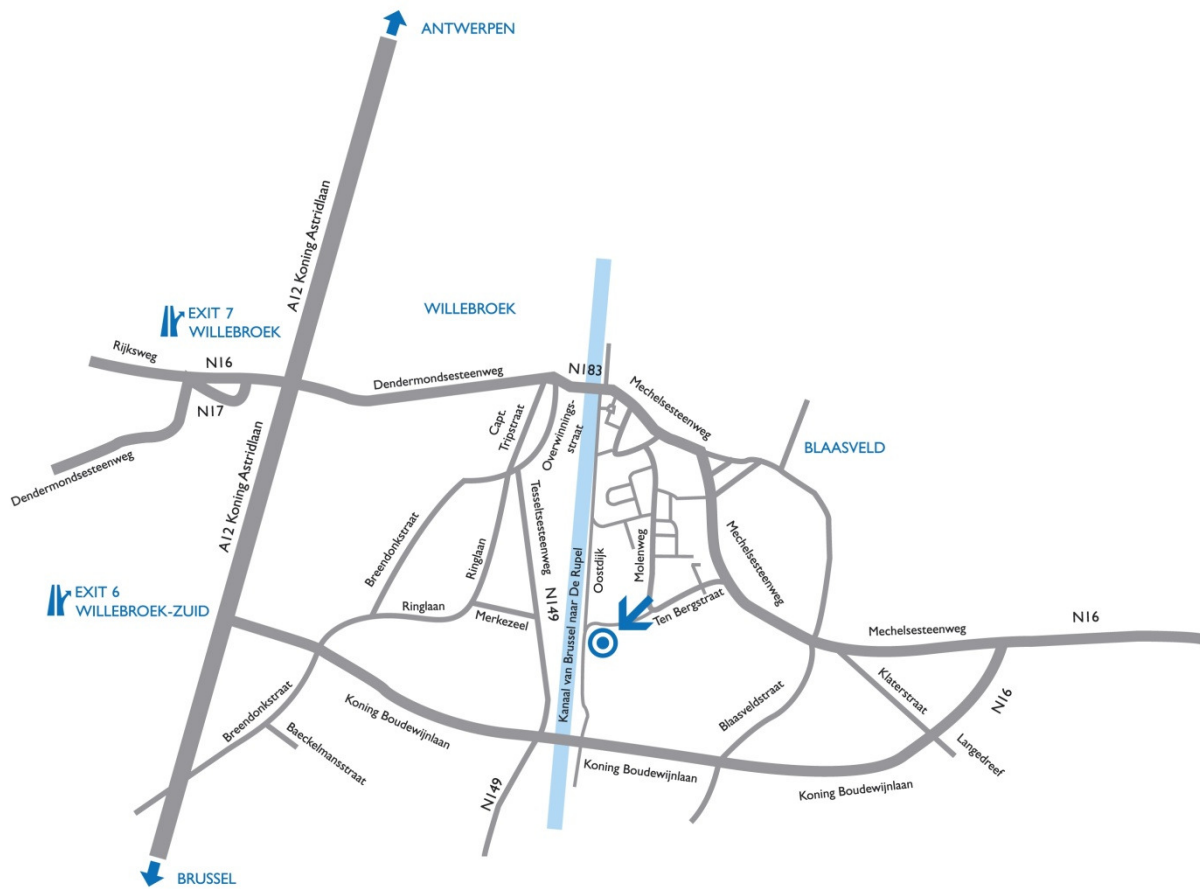 ANTWERPEN
A12 Koning Astridlaan
EXIT 7
WILLEBROEK
WILLEBROEK
Rijksweg
N16
N17
Dendermondsesteenweg
Dendermondsesteenweg
N183
Mechelsesteenweg
Capt.
Tripstraat
Overwinnings-
straat
BLAASVELD
A12 Koning Astridlaan
Breendonkstraat
Ringlaan
Tesseltsesteenweg
N149
Kanaal van Brussel naar De Rupel
Oostdijk
Molenweg
Mechelsesteenweg
EXIT 6
WILLEBROEK-ZUID
Ringlaan
Merkezeel
Ten Bergstraat
Mechelsesteenweg
N16
Klaterstraat
N16
Breendonkstraat
Baeckelmansstraat
Koning Boudewijnlaan
Blaasveldstraat
Langedreef
Koning Boudewijnlaan
Koning Boudewijnlaan
N149
BRUSSEL